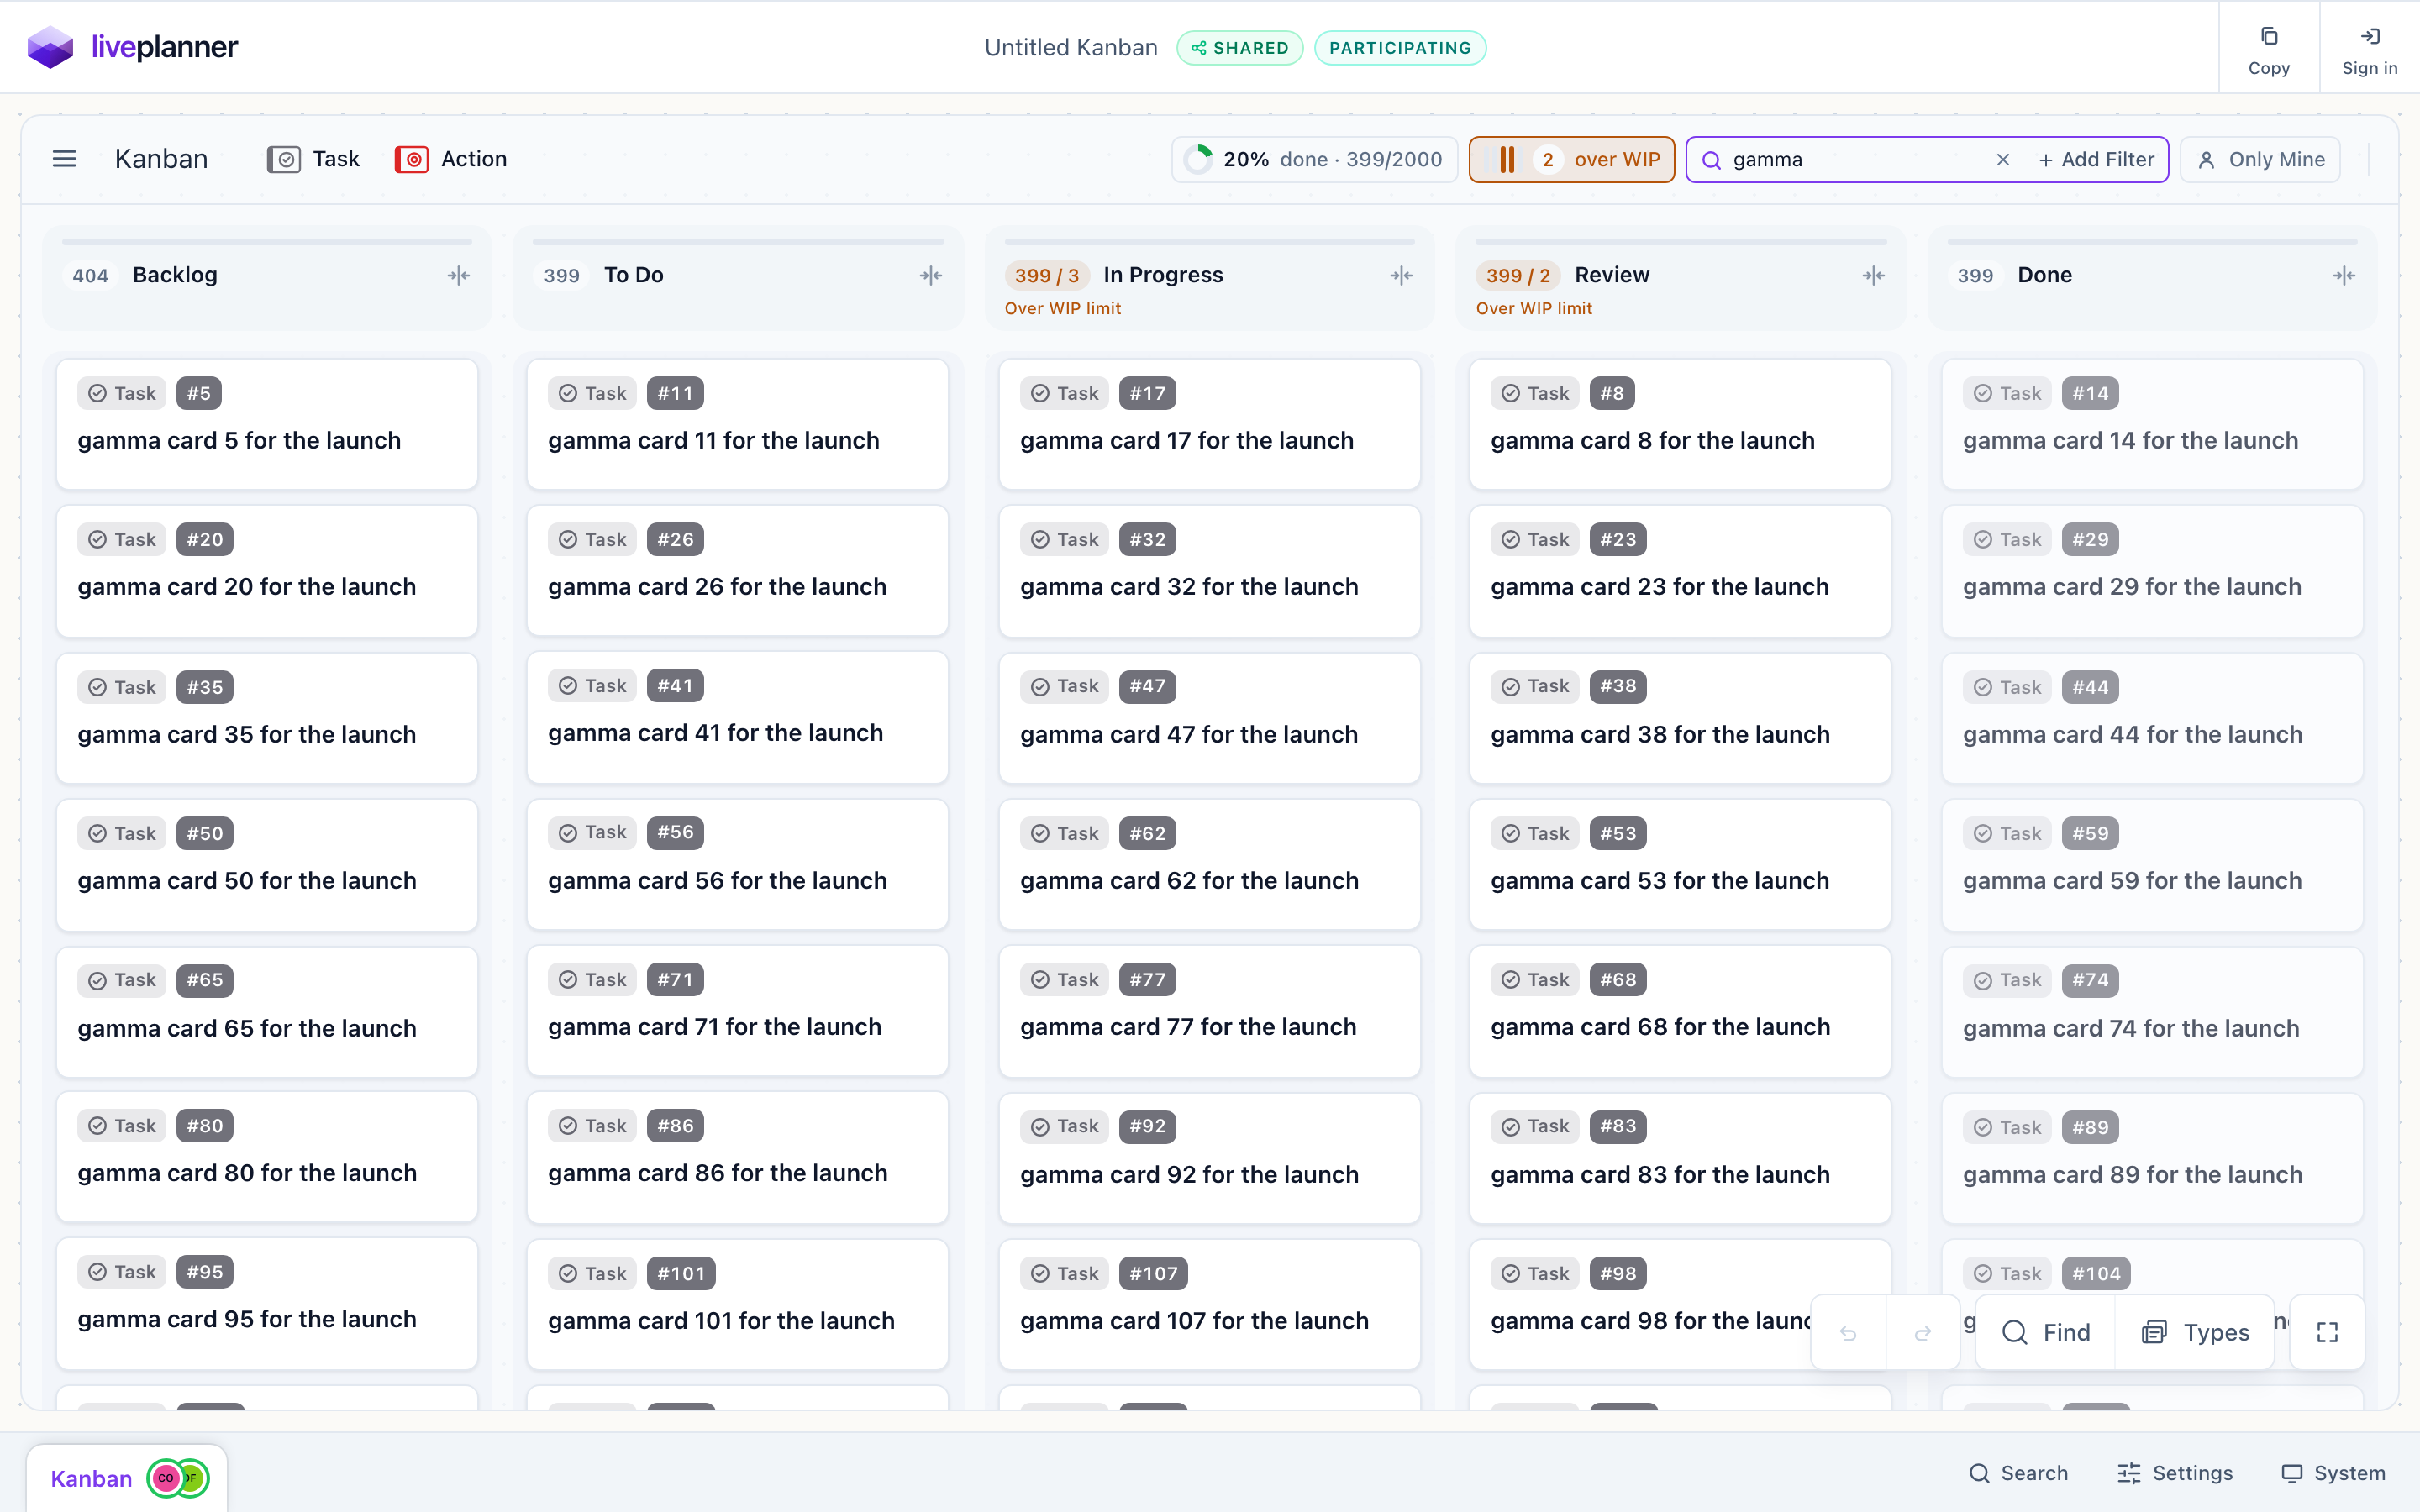 liveplanner
Untitled Kanban SHARED PARTICIPATING
Copy
Sign in
Kanban Task Action
20% done · 399/2000
2 over WIP
gamma
+ Add Filter
Only Mine
404 Backlog
399 To Do
399 / 3 In Progress
Over WIP limit
399 / 2 Review
Over WIP limit
399 Done
Task #5
gamma card 5 for the launch
Task #20
gamma card 20 for the launch
Task #35
gamma card 35 for the launch
Task #50
gamma card 50 for the launch
Task #65
gamma card 65 for the launch
Task #80
gamma card 80 for the launch
Task #95
gamma card 95 for the launch
Task #11
gamma card 11 for the launch
Task #26
gamma card 26 for the launch
Task #41
gamma card 41 for the launch
Task #56
gamma card 56 for the launch
Task #71
gamma card 71 for the launch
Task #86
gamma card 86 for the launch
Task #101
gamma card 101 for the launch
Task #17
gamma card 17 for the launch
Task #32
gamma card 32 for the launch
Task #47
gamma card 47 for the launch
Task #62
gamma card 62 for the launch
Task #77
gamma card 77 for the launch
Task #92
gamma card 92 for the launch
Task #107
gamma card 107 for the launch
Task #8
gamma card 8 for the launch
Task #23
gamma card 23 for the launch
Task #38
gamma card 38 for the launch
Task #53
gamma card 53 for the launch
Task #68
gamma card 68 for the launch
Task #83
gamma card 83 for the launch
Task #98
gamma card 98 for the
Task #14
gamma card 14 for the launch
Task #29
gamma card 29 for the launch
Task #44
gamma card 44 for the launch
Task #59
gamma card 59 for the launch
Task #74
gamma card 74 for the launch
Task #89
gamma card 89 for the launch
Task #104
Find
Types
Kanban CO DF
Search
Settings
System